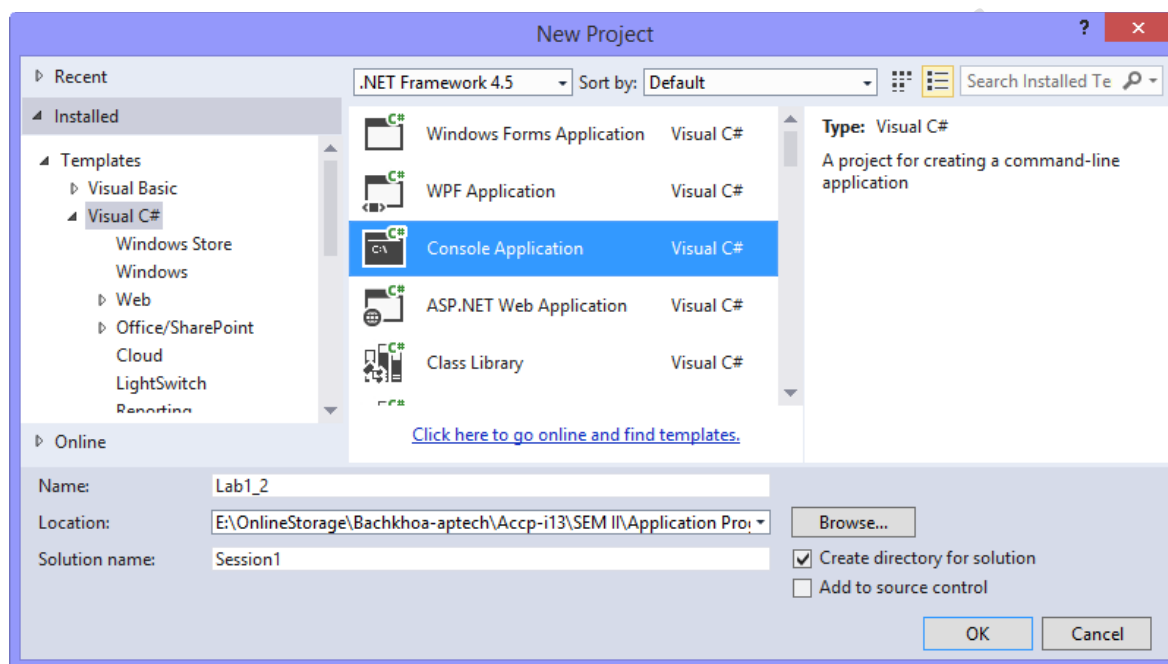 New Project
?
Recent
.NET Framework 4.5
Sort by: Default
Search Installed Te
Installed
Templates
Visual Basic
Visual C#
Windows Store
Windows
Web
Office/SharePoint
Cloud
LightSwitch
Reporting
Online
Windows Forms Application Visual C#
WPF Application Visual C#
Console Application Visual C#
ASP.NET Web Application Visual C#
Class Library Visual C#
Click here to go online and find templates.
Type: Visual C#
A project for creating a command-line
application
Name: Lab1_2
Location: E:\OnlineStorage\Bachkhoa-aptech\Accp-i13\SEM II\Application Pro
Browse...
Solution name: Session1
Create directory for solution
Add to source control
OK Cancel